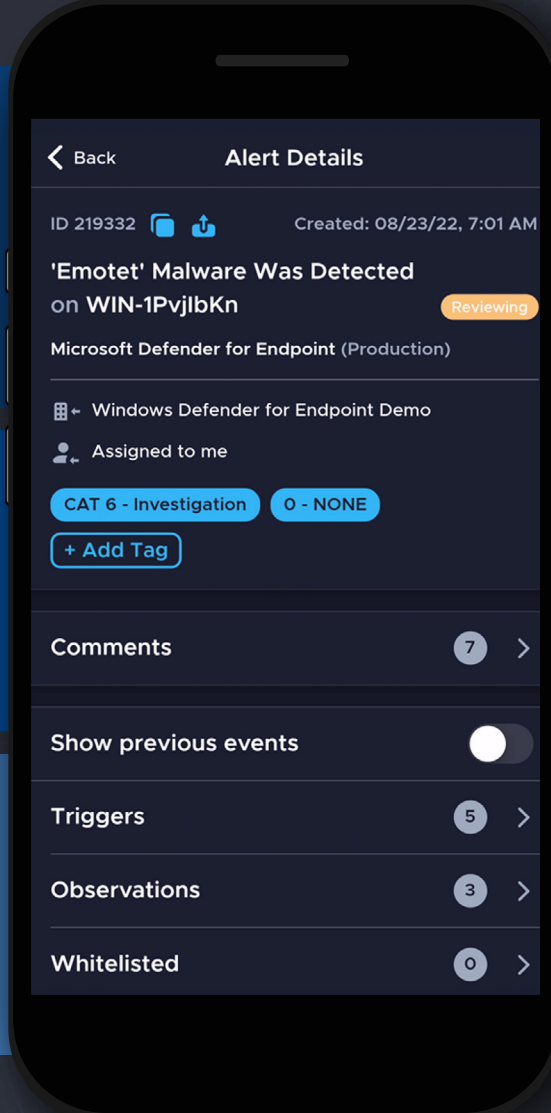 Back
Alert Details
ID 219332
Created: 08/23/22, 7:01 AM
'Emotet' Malware Was Detected
on WIN-1PvjlbKn
Reviewing
Microsoft Defender for Endpoint (Production)
Windows Defender for Endpoint Demo
Assigned to me
CAT 6 - Investigation
0 - NONE
+ Add Tag
Comments
7
Show previous events
Triggers
5
Observations
3
Whitelisted
0